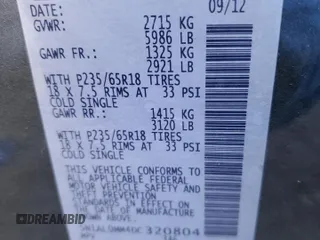 DATE: 09/12
GVWR: 2715 KG
5986 LB
GAWR FR.: 1325 KG
2921 LB
WITH P235/65R18 TIRES
18 X 7.5 RIMS AT 33 PSI
COLD SINGLE
GAWR RR.: 1415 KG
3120 LB
WITH P235/65R18 TIRES
18 X 7.5 RIMS AT 33 PSI
COLD SINGLE
THIS VEHICLE CONFORMS TO
ALL APPLICABLE FEDERAL
MOTOR VEHICLE SAFETY
STANDARDS IN EFFECT ON
THE DATE OF MANUFACTURE
SHOWN ABOVE.
320804
MPV
DREAMBID